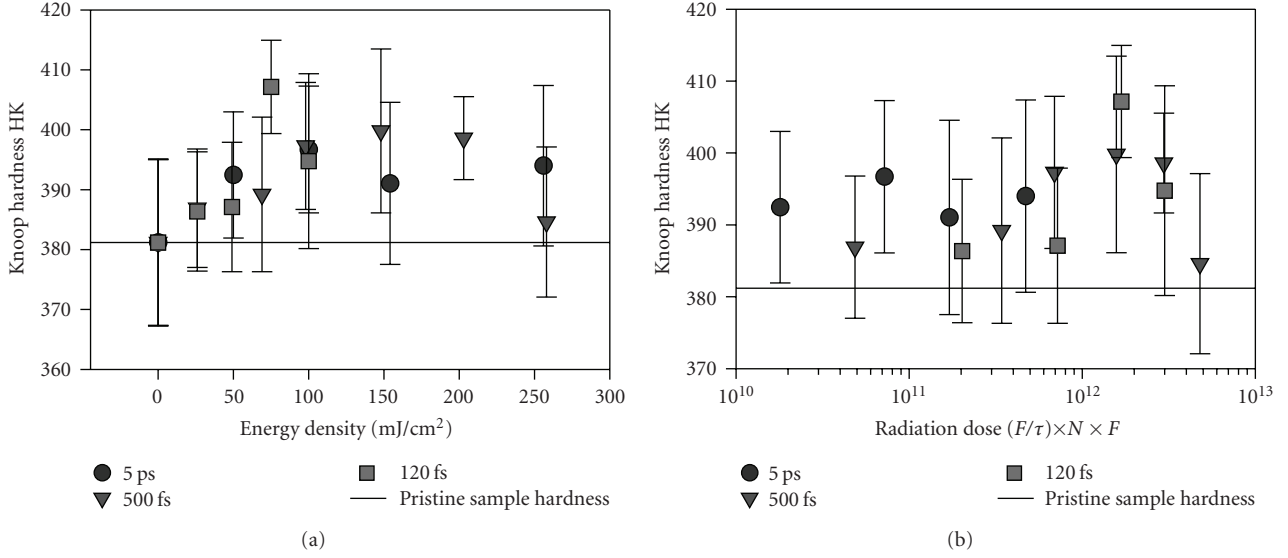 420
410
400
390
380
370
360
Knoop hardness HK
0 50 100 150 200 250 300
Energy density (mJ/cm²)
5 ps
500 fs
120 fs
Pristine sample hardness
(a)
420
410
400
390
380
370
Knoop hardness HK
10¹⁰ 10¹¹ 10¹² 10¹³
Radiation dose (F/τ)×N × F
5 ps
500 fs
120 fs
Pristine sample hardness
(b)